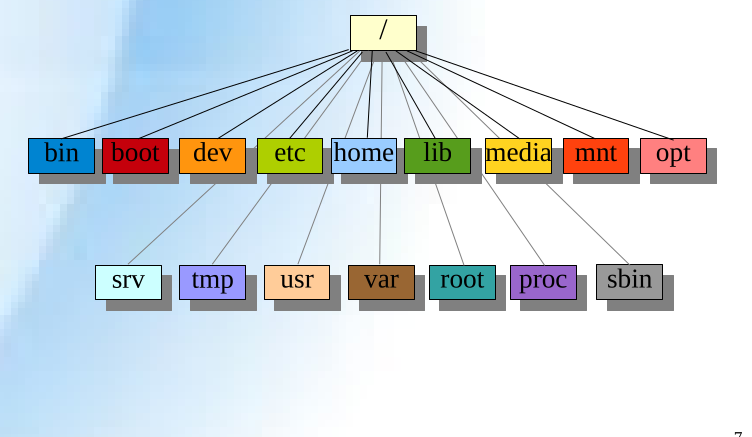 /
bin boot dev etc home lib media mnt opt
srv tmp usr var root proc sbin
7